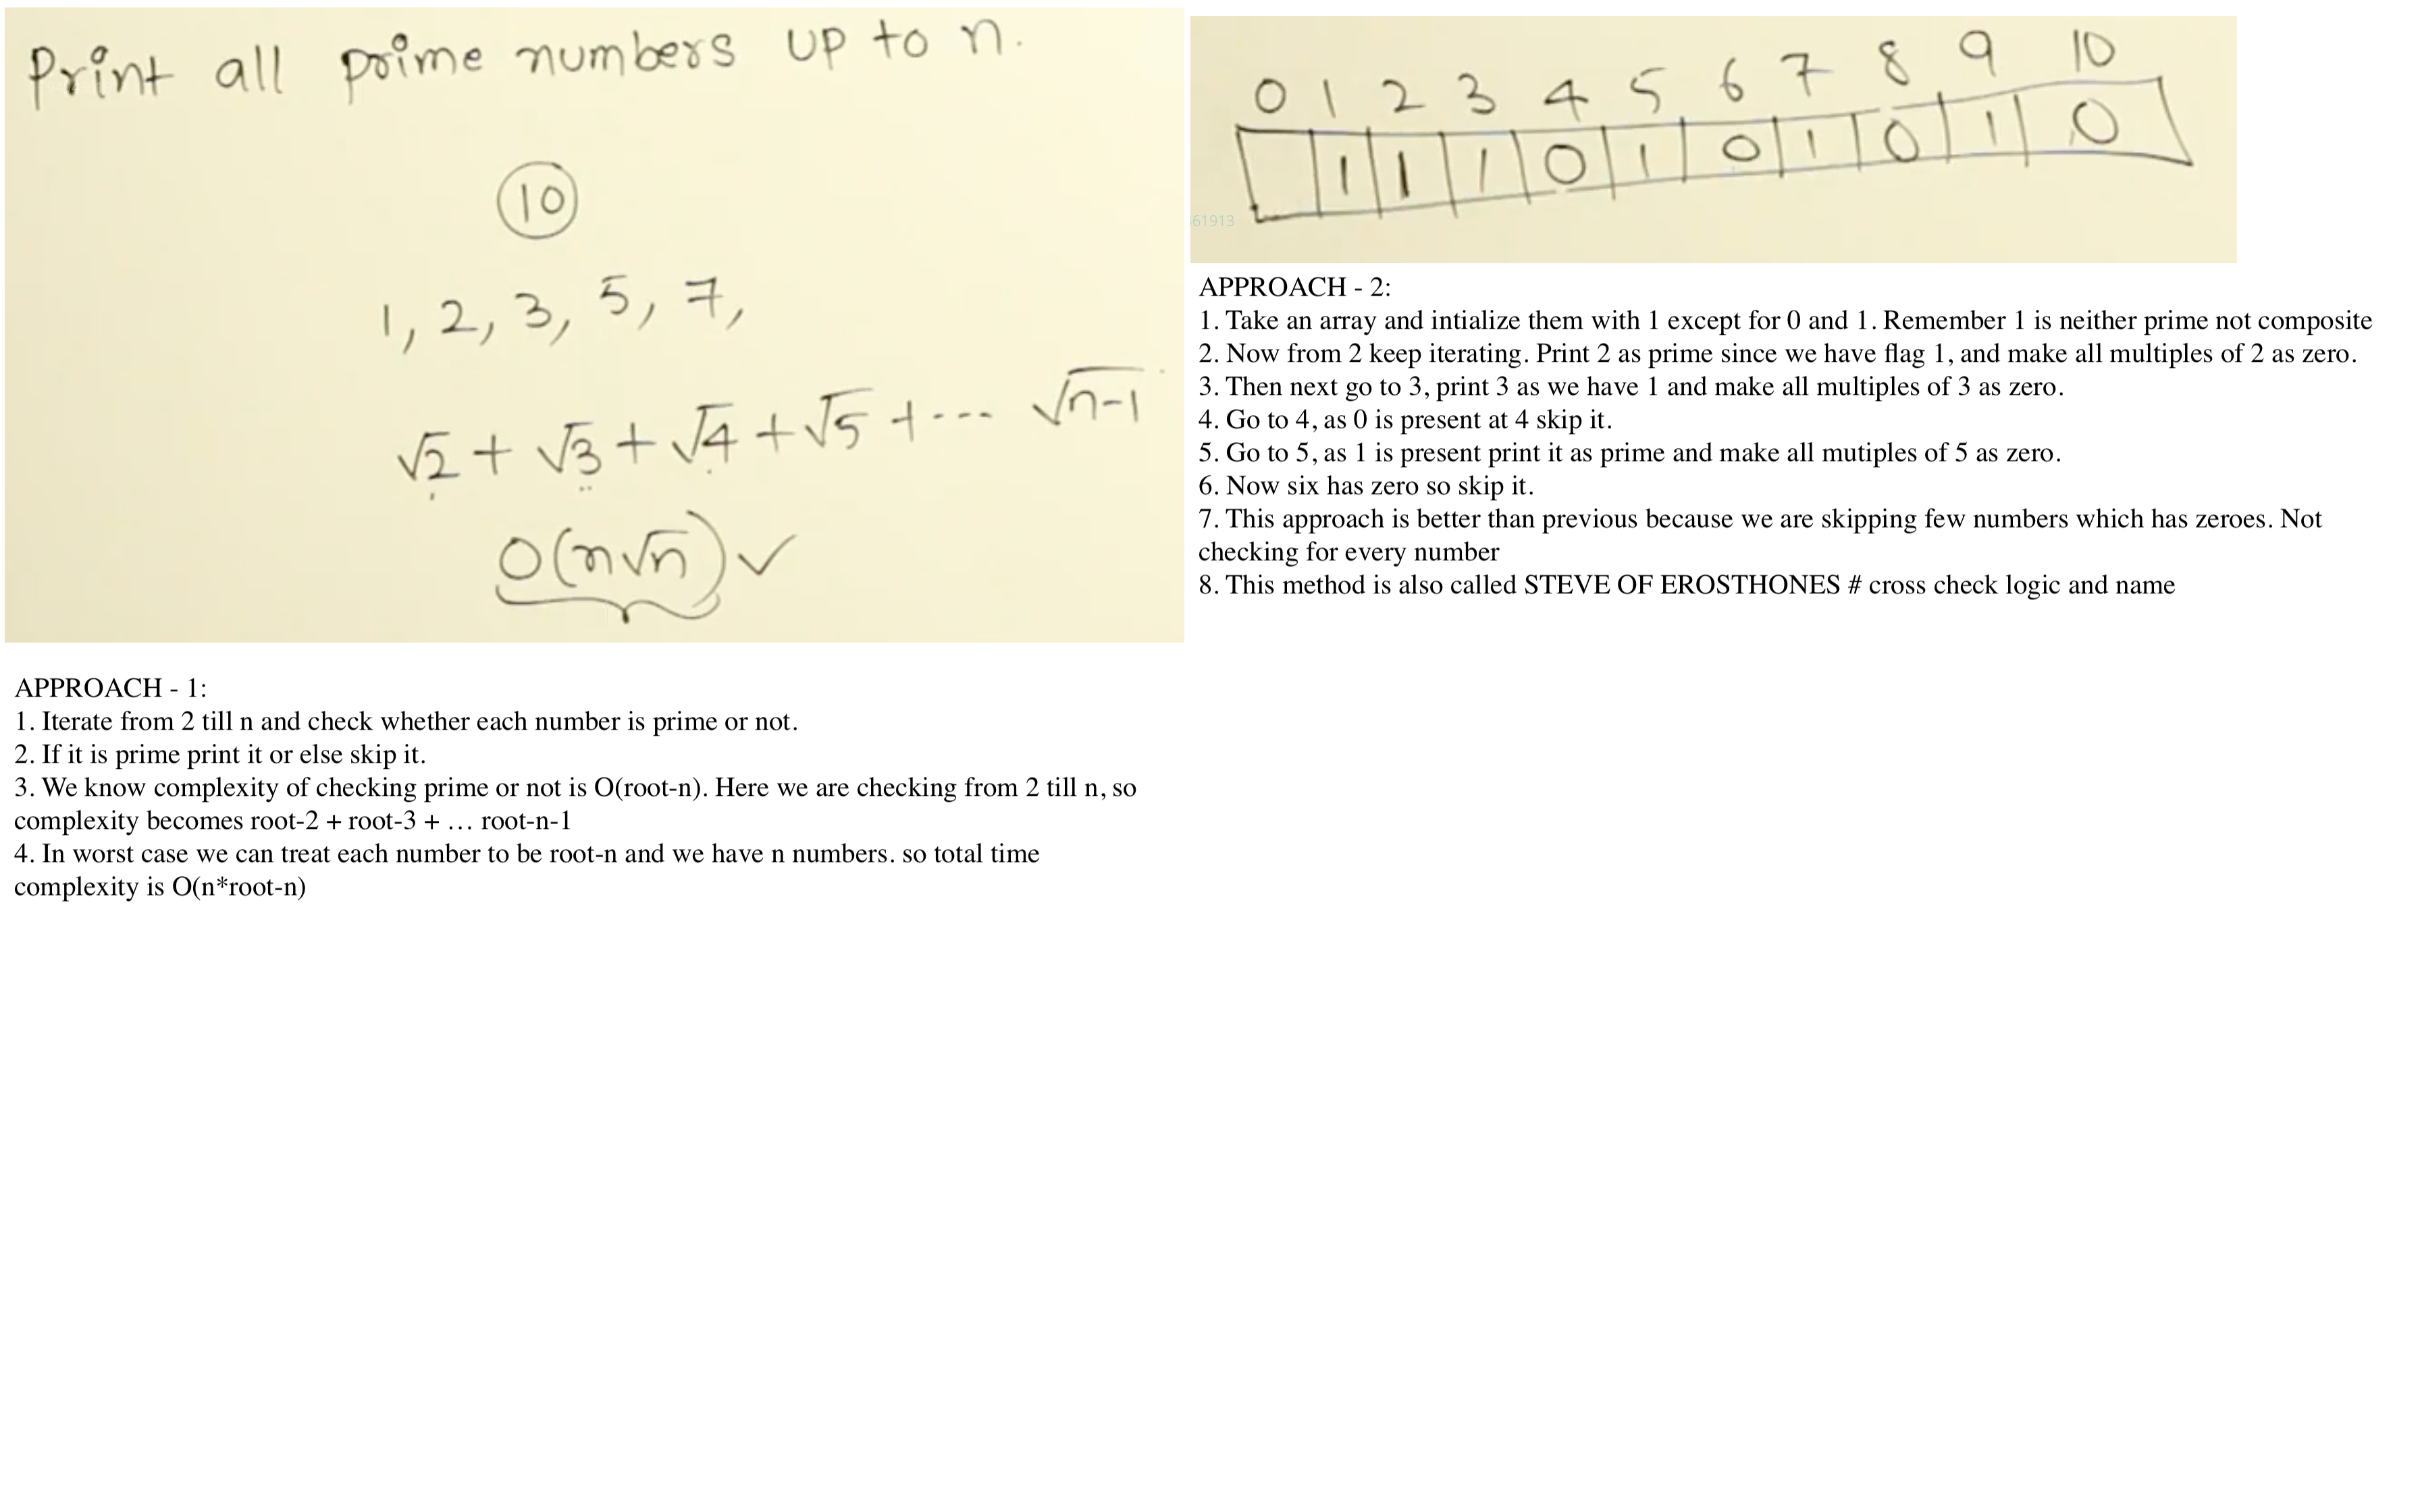 Print all prime numbers up to n.
10
1, 2, 3, 5, 7,
√2 + √3 + √4 + √5 + --- √n-1
O(n√n) ✓
APPROACH - 1:
1. Iterate from 2 till n and check whether each number is prime or not.
2. If it is prime print it or else skip it.
3. We know complexity of checking prime or not is O(root-n). Here we are checking from 2 till n, so
complexity becomes root-2 + root-3 + … root-n-1
4. In worst case we can treat each number to be root-n and we have n numbers. so total time
complexity is O(n*root-n)
0 1 2 3 4 5 6 7 8 9 10
1 1 1 0 1 0 1 0 1 0
61913
APPROACH - 2:
1. Take an array and intialize them with 1 except for 0 and 1. Remember 1 is neither prime not composite
2. Now from 2 keep iterating. Print 2 as prime since we have flag 1, and make all multiples of 2 as zero.
3. Then next go to 3, print 3 as we have 1 and make all multiples of 3 as zero.
4. Go to 4, as 0 is present at 4 skip it.
5. Go to 5, as 1 is present print it as prime and make all mutiples of 5 as zero.
6. Now six has zero so skip it.
7. This approach is better than previous because we are skipping few numbers which has zeroes. Not
checking for every number
8. This method is also called STEVE OF EROSTHONES # cross check logic and name